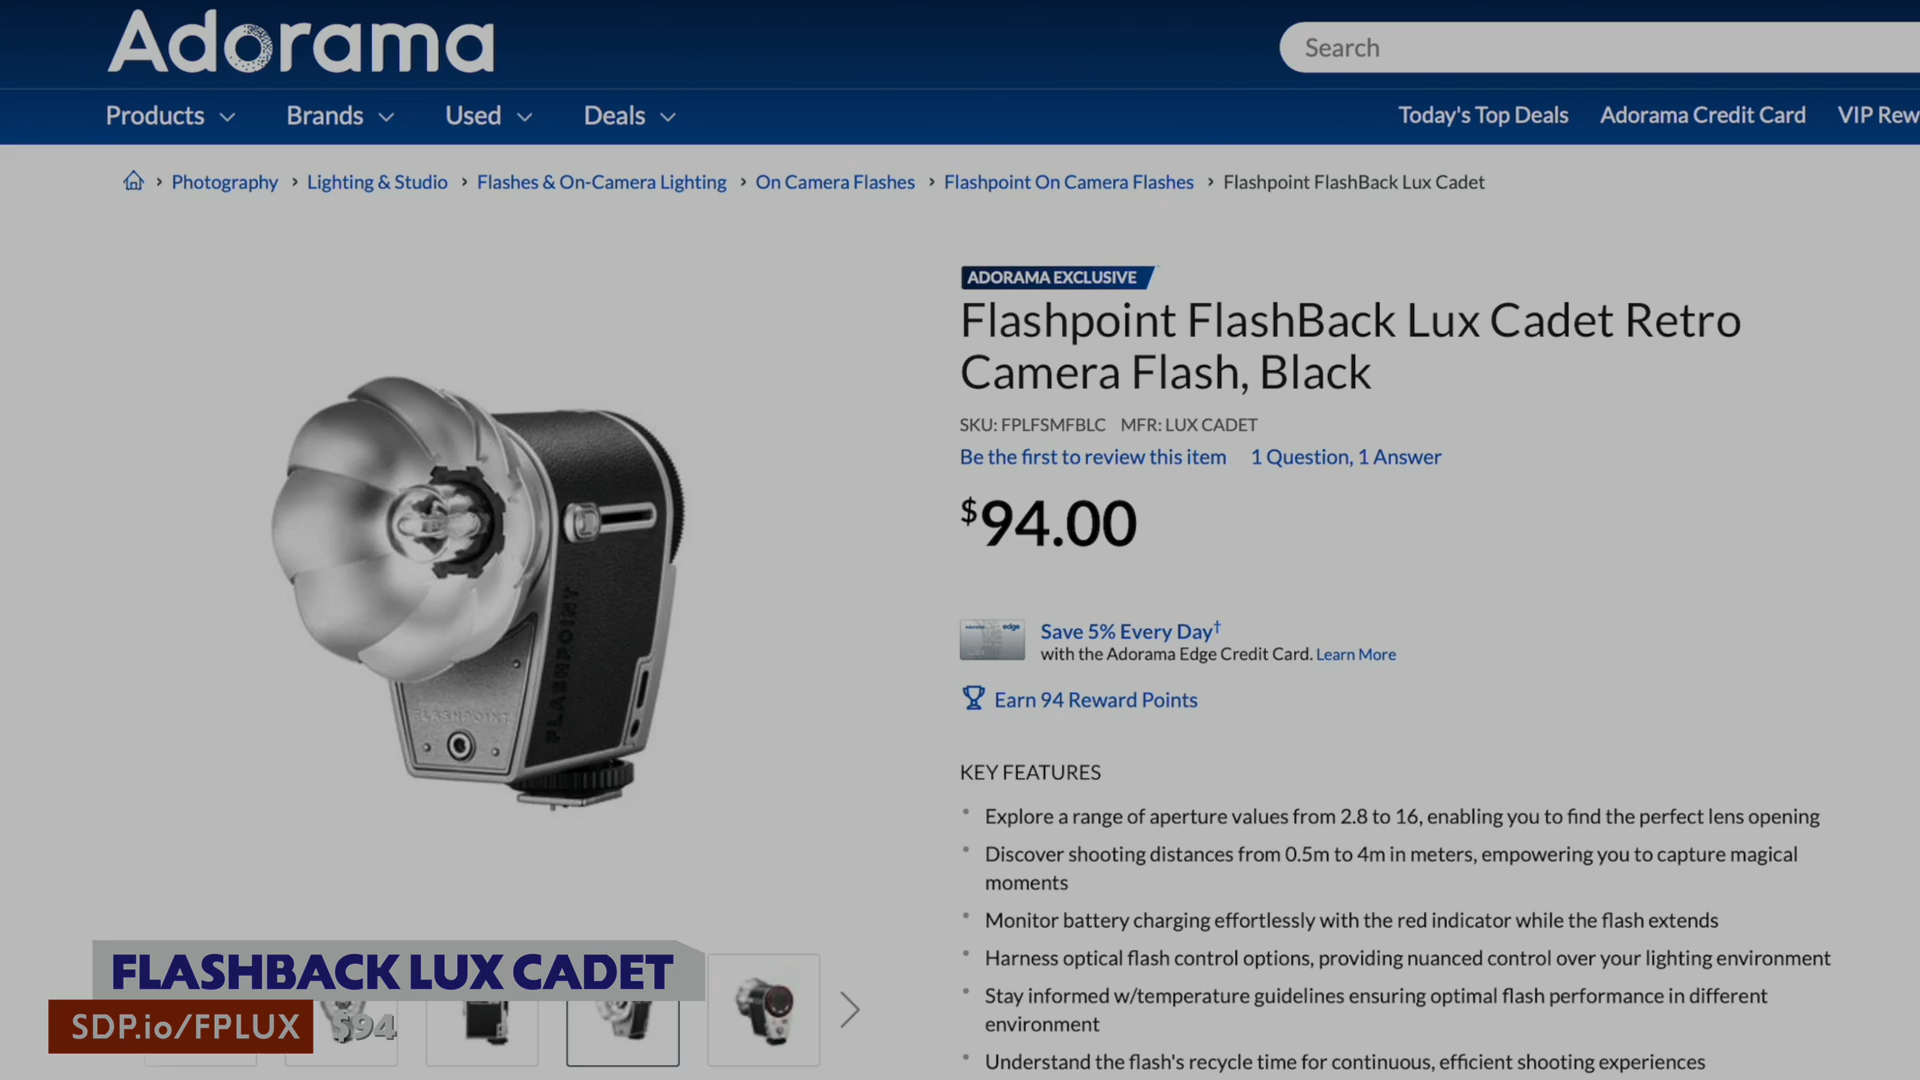 Adorama
Search
Products Brands Used Deals Today's Top Deals Adorama Credit Card VIP Rew
Photography › Lighting & Studio › Flashes & On-Camera Lighting › On Camera Flashes › Flashpoint On Camera Flashes › Flashpoint FlashBack Lux Cadet
ADORAMA EXCLUSIVE
Flashpoint FlashBack Lux Cadet Retro
Camera Flash, Black
SKU: FPLFSMFBLC MFR: LUX CADET
Be the first to review this item 1 Question, 1 Answer
$94.00
Save 5% Every Day†
with the Adorama Edge Credit Card. Learn More
Earn 94 Reward Points
KEY FEATURES
• Explore a range of aperture values from 2.8 to 16, enabling you to find the perfect lens opening
• Discover shooting distances from 0.5m to 4m in meters, empowering you to capture magical
moments
• Monitor battery charging effortlessly with the red indicator while the flash extends
• Harness optical flash control options, providing nuanced control over your lighting environment
• Stay informed w/temperature guidelines ensuring optimal flash performance in different
environment
• Understand the flash's recycle time for continuous, efficient shooting experiences
FLASHPOINT
FLASHPOINT
FLASHBACK LUX CADET
SDP.io/FPLUX $94